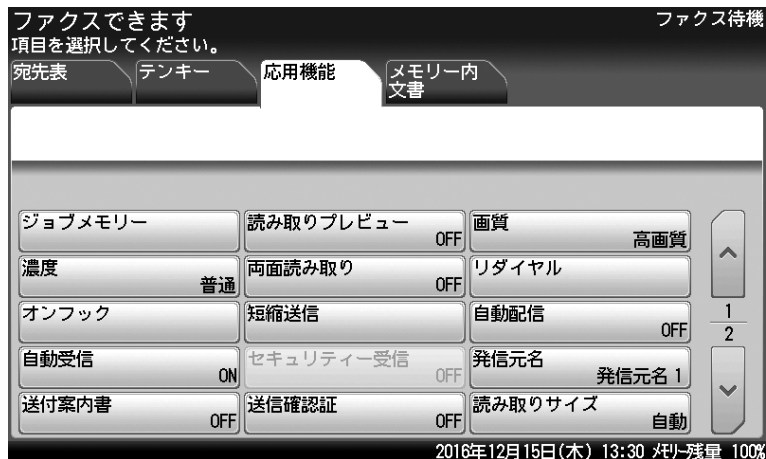 ファクスできます
ファクス待機
項目を選択してください。
宛先表
テンキー
応用機能
メモリー内
文書
ジョブメモリー
読み取りプレビュー
OFF
画質
高画質
濃度
普通
両面読み取り
OFF
リダイヤル
オンフック
短縮送信
自動配信
OFF
1
2
自動受信
ON
セキュリティー受信
OFF
発信元名
発信元名 1
送付案内書
OFF
送信確認証
OFF
読み取りサイズ
自動
2016年12月15日(木) 13:30 ﾒﾓﾘｰ残量 100%